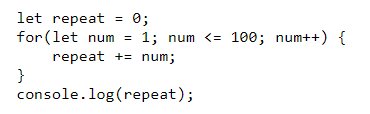 let repeat = 0;
for(let num = 1; num <= 100; num++) {
    repeat += num;
}
console.log(repeat);